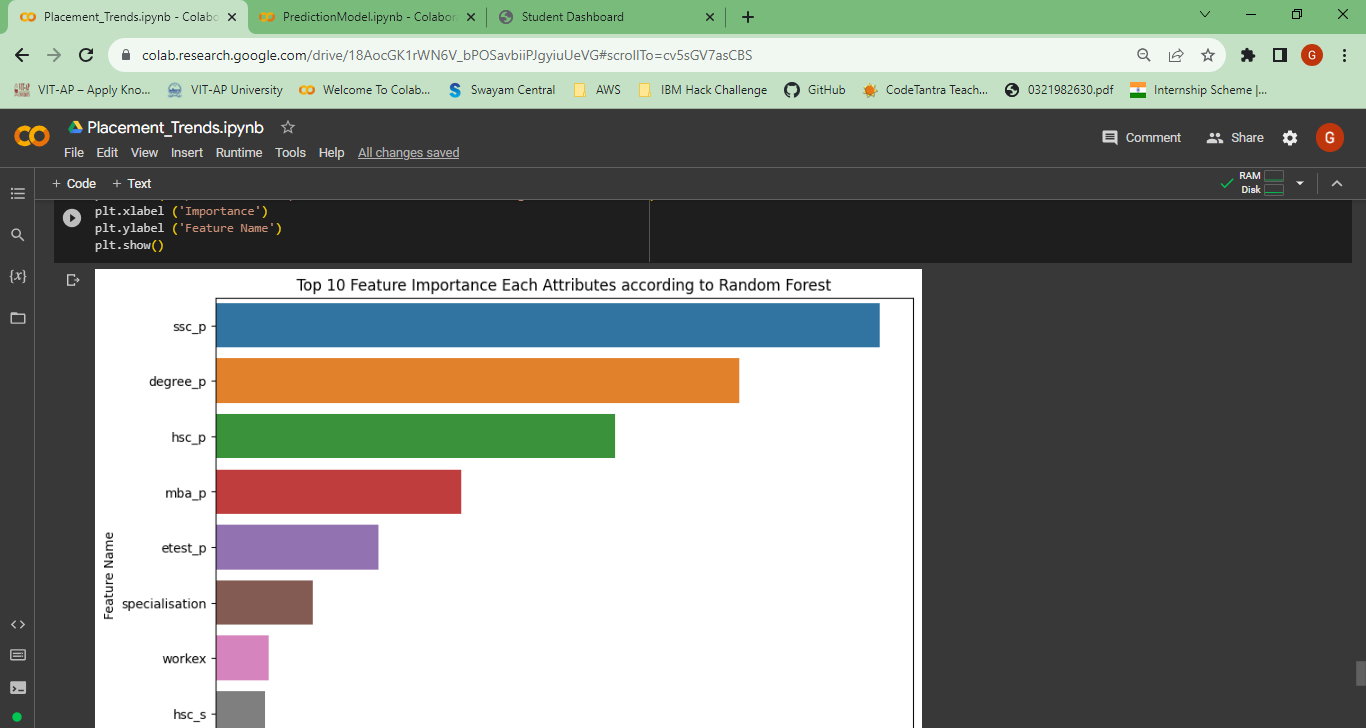 Placement_Trends.ipynb - Colabo
PredictionModel.ipynb - Colabor
Student Dashboard
colab.research.google.com/drive/18AocGK1rWN6V_bPOSavbiiPJgyiuUeVG#scrollTo=cv5sGV7asCBS
G
VIT-AP – Apply Kno...
VIT-AP University
Welcome To Colab...
Swayam Central
AWS
IBM Hack Challenge
GitHub
CodeTantra Teach...
0321982630.pdf
Internship Scheme |...
Placement_Trends.ipynb
Comment
Share
G
File Edit View Insert Runtime Tools Help All changes saved
+ Code + Text
RAM
Disk
plt.xlabel ('Importance')
plt.ylabel ('Feature Name')
plt.show()
{x}
Top 10 Feature Importance Each Attributes according to Random Forest
ssc_p
degree_p
hsc_p
mba_p
etest_p
specialisation
workex
hsc_s
Feature Name